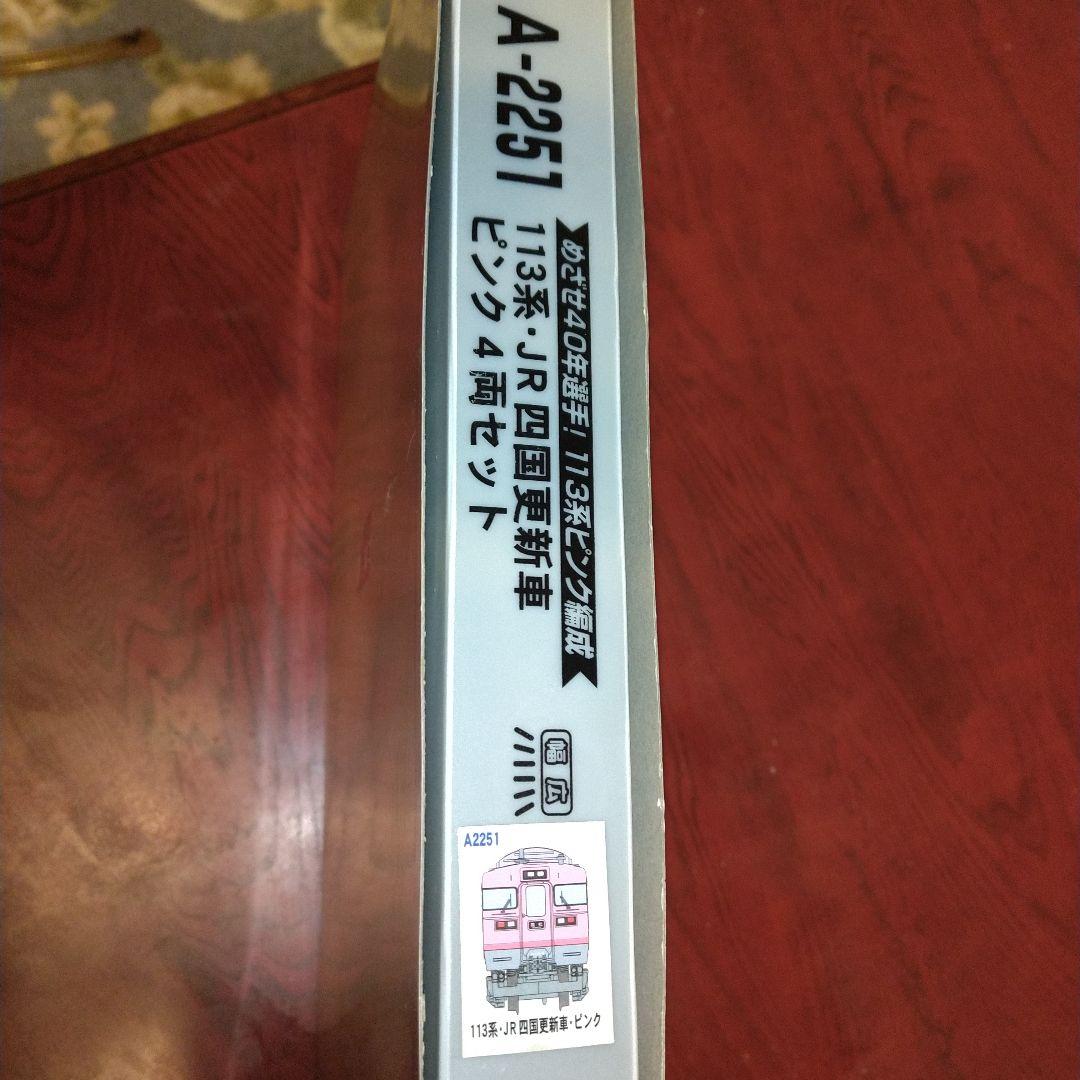 A-2251
めざせ40年選手！113系ピンク編成
113系・JR四国更新車
ピンク4両セット
幅広
A2251
113系・JR四国更新車・ピンク